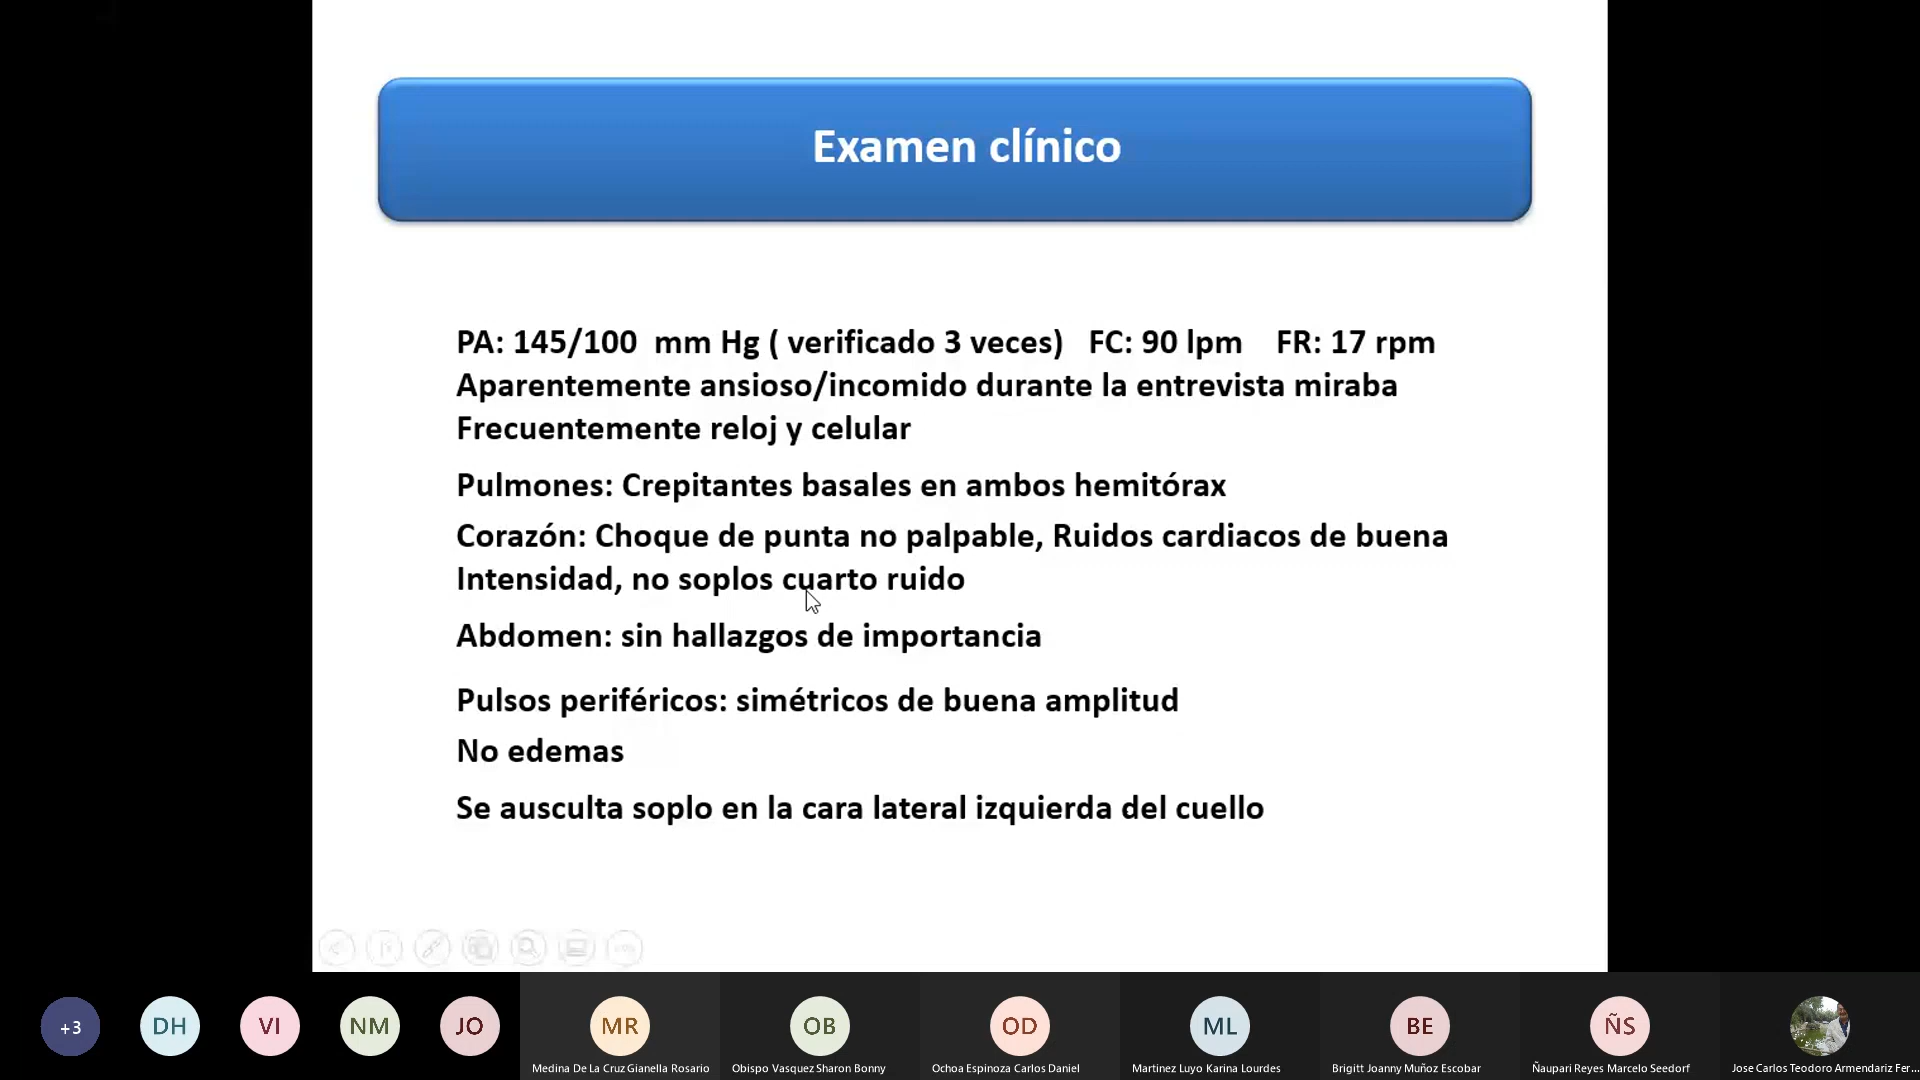 Examen clínico
PA: 145/100 mm Hg ( verificado 3 veces) FC: 90 lpm FR: 17 rpm
Aparentemente ansioso/incomido durante la entrevista miraba
Frecuentemente reloj y celular
Pulmones: Crepitantes basales en ambos hemitórax
Corazón: Choque de punta no palpable, Ruidos cardiacos de buena
Intensidad, no soplos cuarto ruido
Abdomen: sin hallazgos de importancia
Pulsos periféricos: simétricos de buena amplitud
No edemas
Se ausculta soplo en la cara lateral izquierda del cuello
+3 DH VI NM JO MR OB OD ML BE ÑS
Medina De La Cruz Gianella Rosario Obispo Vasquez Sharon Bonny Ochoa Espinoza Carlos Daniel Martinez Luyo Karina Lourdes Brigitt Joanny Muñoz Escobar Ñaupari Reyes Marcelo Seedorf Jose Carlos Teodoro Armendariz Fer...